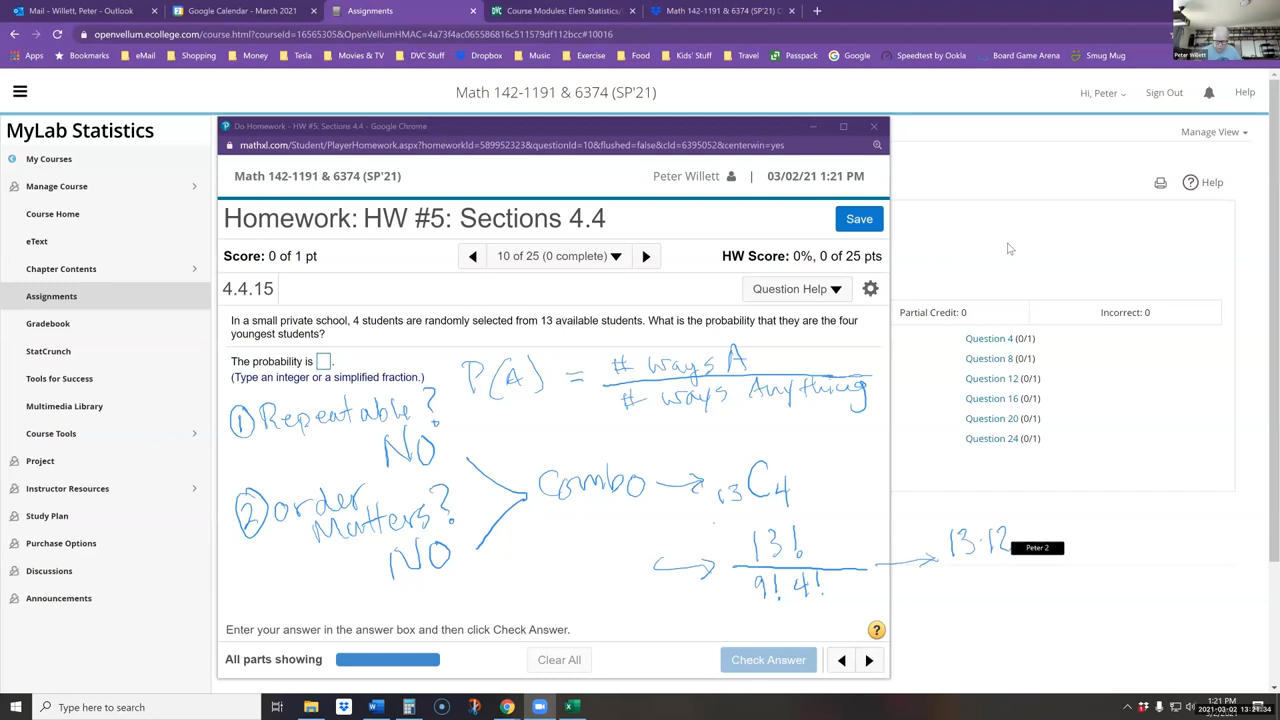 Mail - Willett, Peter - Outlook
Google Calendar - March 2021
Assignments
Course Modules: Elem Statistics/
Math 142-1191 & 6374 (SP'21) - C
openvellum.ecollege.com/course.html?courseId=16565305&OpenVellumHMAC=4a73f4ac065586816c511579df112bcc#10016
Apps Bookmarks eMail Shopping Money Tesla Movies & TV DVC Stuff Dropbox Music Exercise Food Kids' Stuff Travel Passpack Google Speedtest by Ookla Board Game Arena Smug Mug
Peter Willett
Math 142-1191 & 6374 (SP'21)
Hi, Peter Sign Out Help
MyLab Statistics
Manage View
My Courses
Manage Course
Course Home
eText
Chapter Contents
Assignments
Gradebook
StatCrunch
Tools for Success
Multimedia Library
Course Tools
Project
Instructor Resources
Study Plan
Purchase Options
Discussions
Announcements
Do Homework - HW #5: Sections 4.4 - Google Chrome
mathxl.com/Student/PlayerHomework.aspx?homeworkId=589952323&questionId=10&flushed=false&cId=6395052&centerwin=yes
Math 142-1191 & 6374 (SP'21)
Peter Willett 03/02/21 1:21 PM
Homework: HW #5: Sections 4.4
Save
Score: 0 of 1 pt
10 of 25 (0 complete)
HW Score: 0%, 0 of 25 pts
4.4.15
Question Help
In a small private school, 4 students are randomly selected from 13 available students. What is the probability that they are the four
youngest students?
The probability is .
(Type an integer or a simplified fraction.)
P(A) = # ways A
# ways Anything
① Repeatable?
NO
② order
Matters?
NO
Combo → 13C4
13!
9! 4!
13·12
Peter 2
Enter your answer in the answer box and then click Check Answer.
All parts showing
Clear All
Check Answer
Help
Partial Credit: 0
Incorrect: 0
Question 4 (0/1)
Question 8 (0/1)
Question 12 (0/1)
Question 16 (0/1)
Question 20 (0/1)
Question 24 (0/1)
Type here to search
1:21 PM
2021-03-02 13:21:34